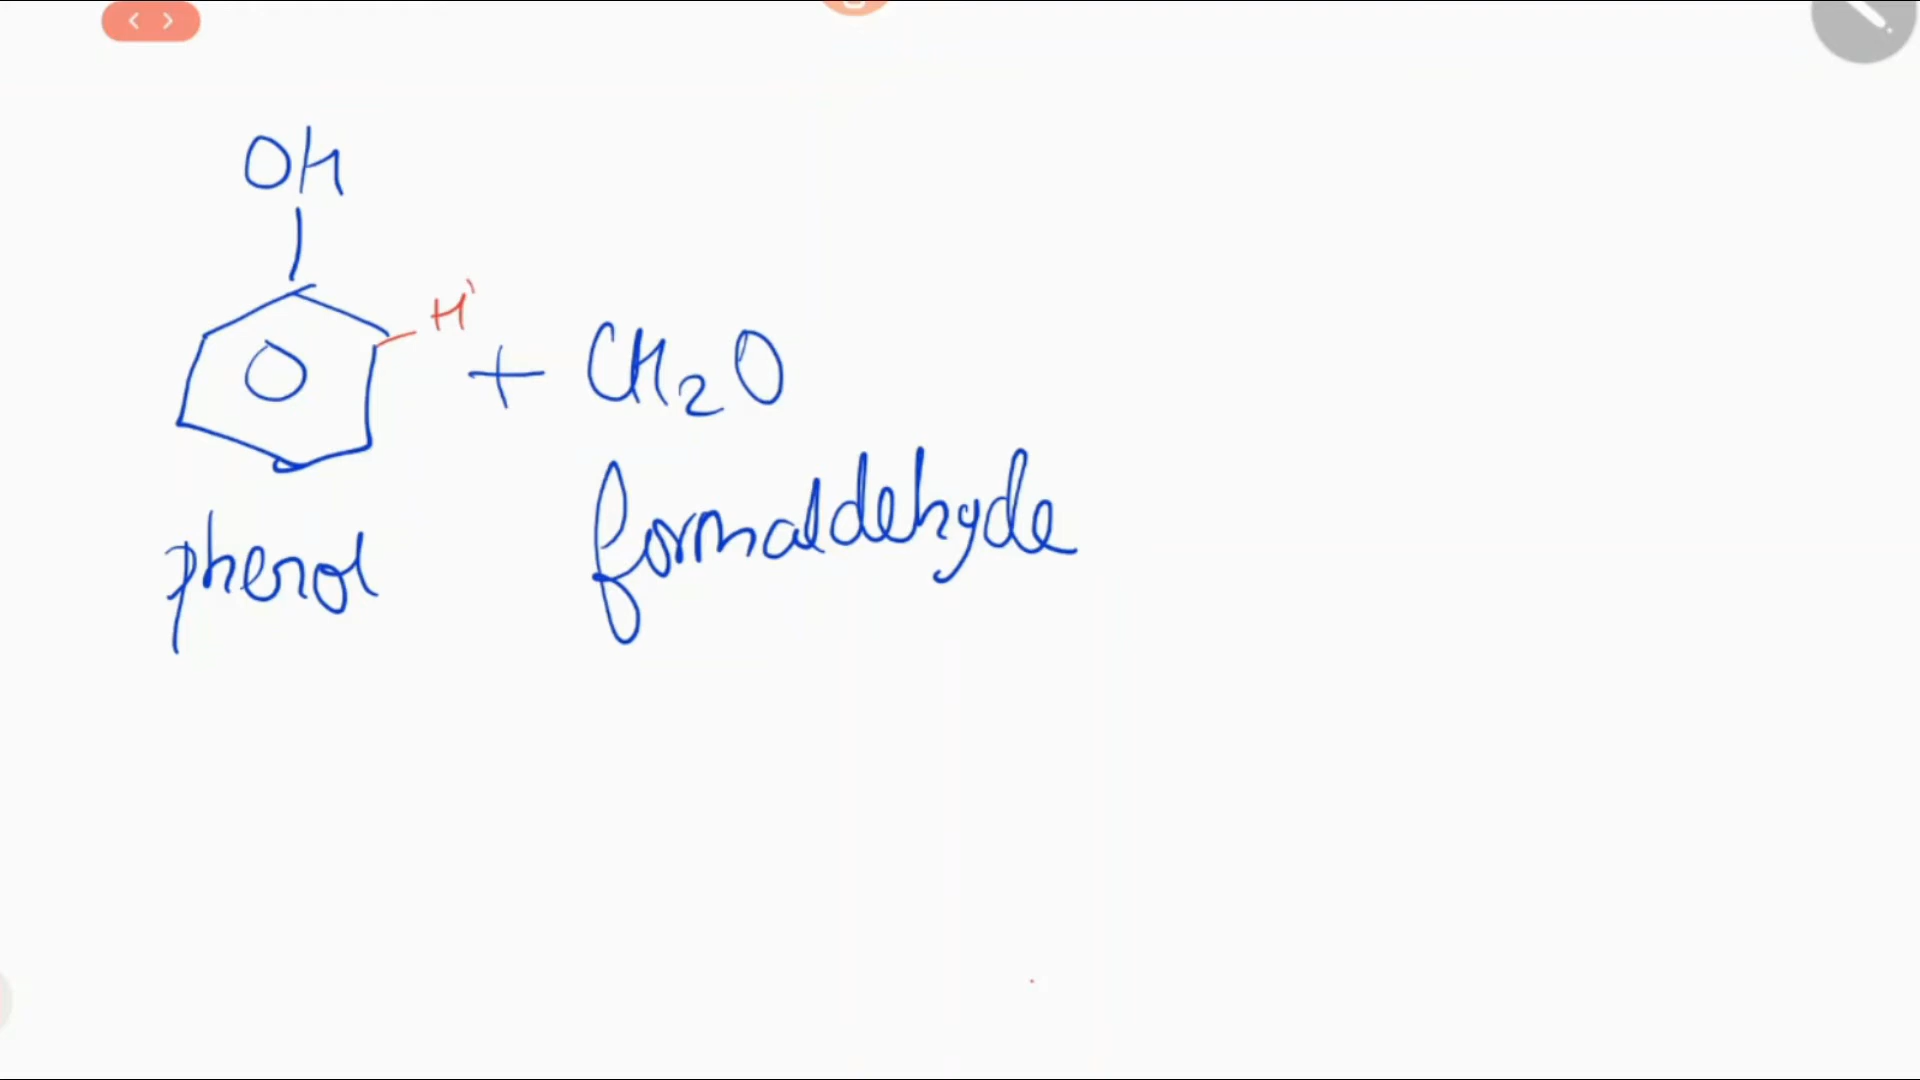 OH
H
+ CH₂O
phenol
formaldehyde